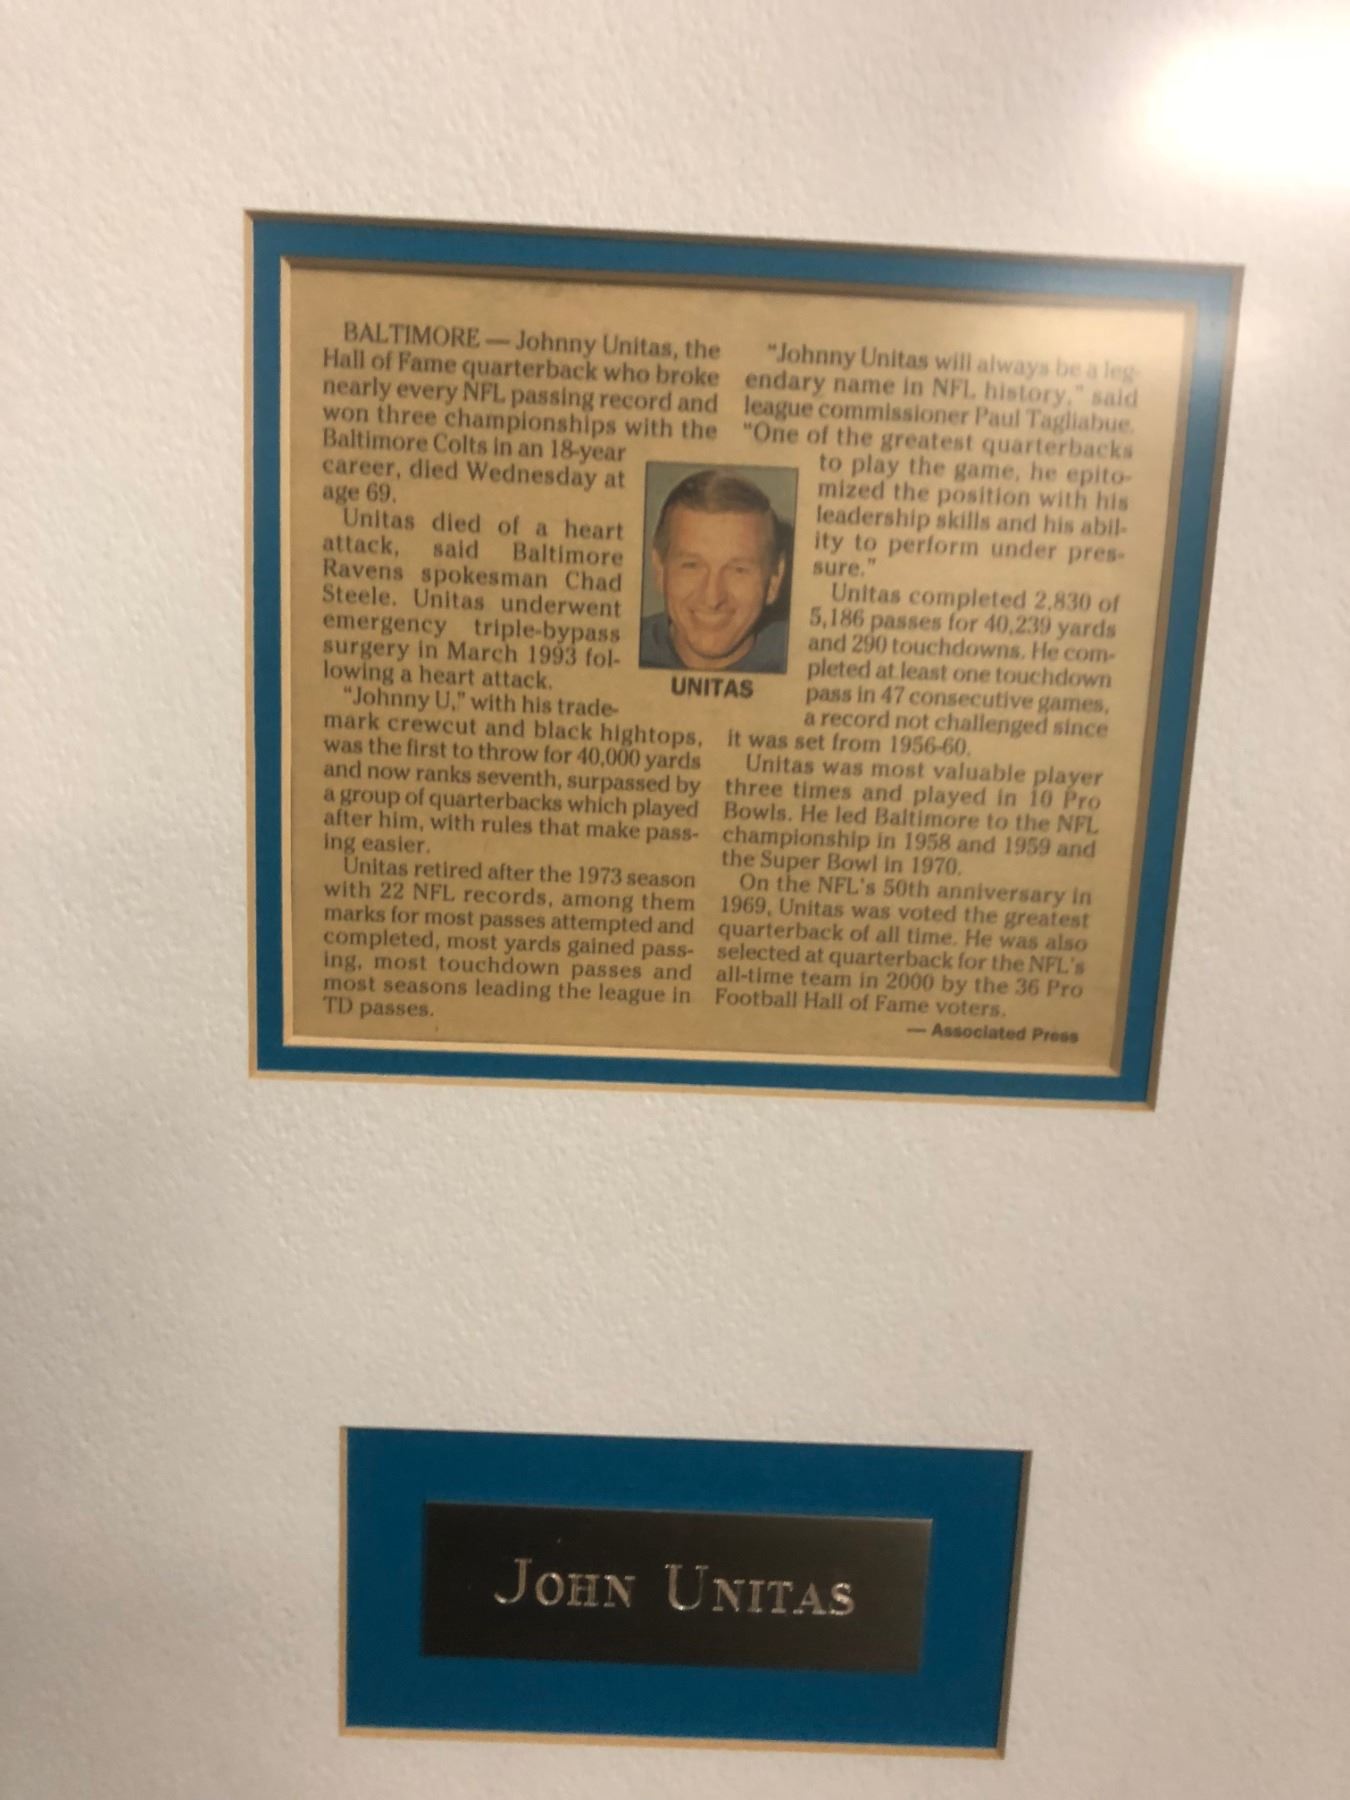 BALTIMORE — Johnny Unitas, the
Hall of Fame quarterback who broke
nearly every NFL passing record and
won three championships with the
Baltimore Colts in an 18-year
career, died Wednesday at
age 69.
Unitas died of a heart
attack, said Baltimore
Ravens spokesman Chad
Steele. Unitas underwent
emergency triple-bypass
surgery in March 1993 fol-
lowing a heart attack.
"Johnny U," with his trade-
mark crewcut and black hightops,
was the first to throw for 40,000 yards
and now ranks seventh, surpassed by
a group of quarterbacks which played
after him, with rules that make pass-
ing easier.
Unitas retired after the 1973 season
with 22 NFL records, among them
marks for most passes attempted and
completed, most yards gained pass-
ing, most touchdown passes and
most seasons leading the league in
TD passes.
UNITAS
"Johnny Unitas will always be a leg-
endary name in NFL history," said
league commissioner Paul Tagliabue.
"One of the greatest quarterbacks
to play the game, he epito-
mized the position with his
leadership skills and his abil-
ity to perform under pres-
sure."
Unitas completed 2,830 of
5,186 passes for 40,239 yards
and 290 touchdowns. He com-
pleted at least one touchdown
pass in 47 consecutive games,
a record not challenged since
it was set from 1956-60.
Unitas was most valuable player
three times and played in 10 Pro
Bowls. He led Baltimore to the NFL
championship in 1958 and 1959 and
the Super Bowl in 1970.
On the NFL's 50th anniversary in
1969, Unitas was voted the greatest
quarterback of all time. He was also
selected at quarterback for the NFL's
all-time team in 2000 by the 36 Pro
Football Hall of Fame voters.
— Associated Press
JOHN UNITAS